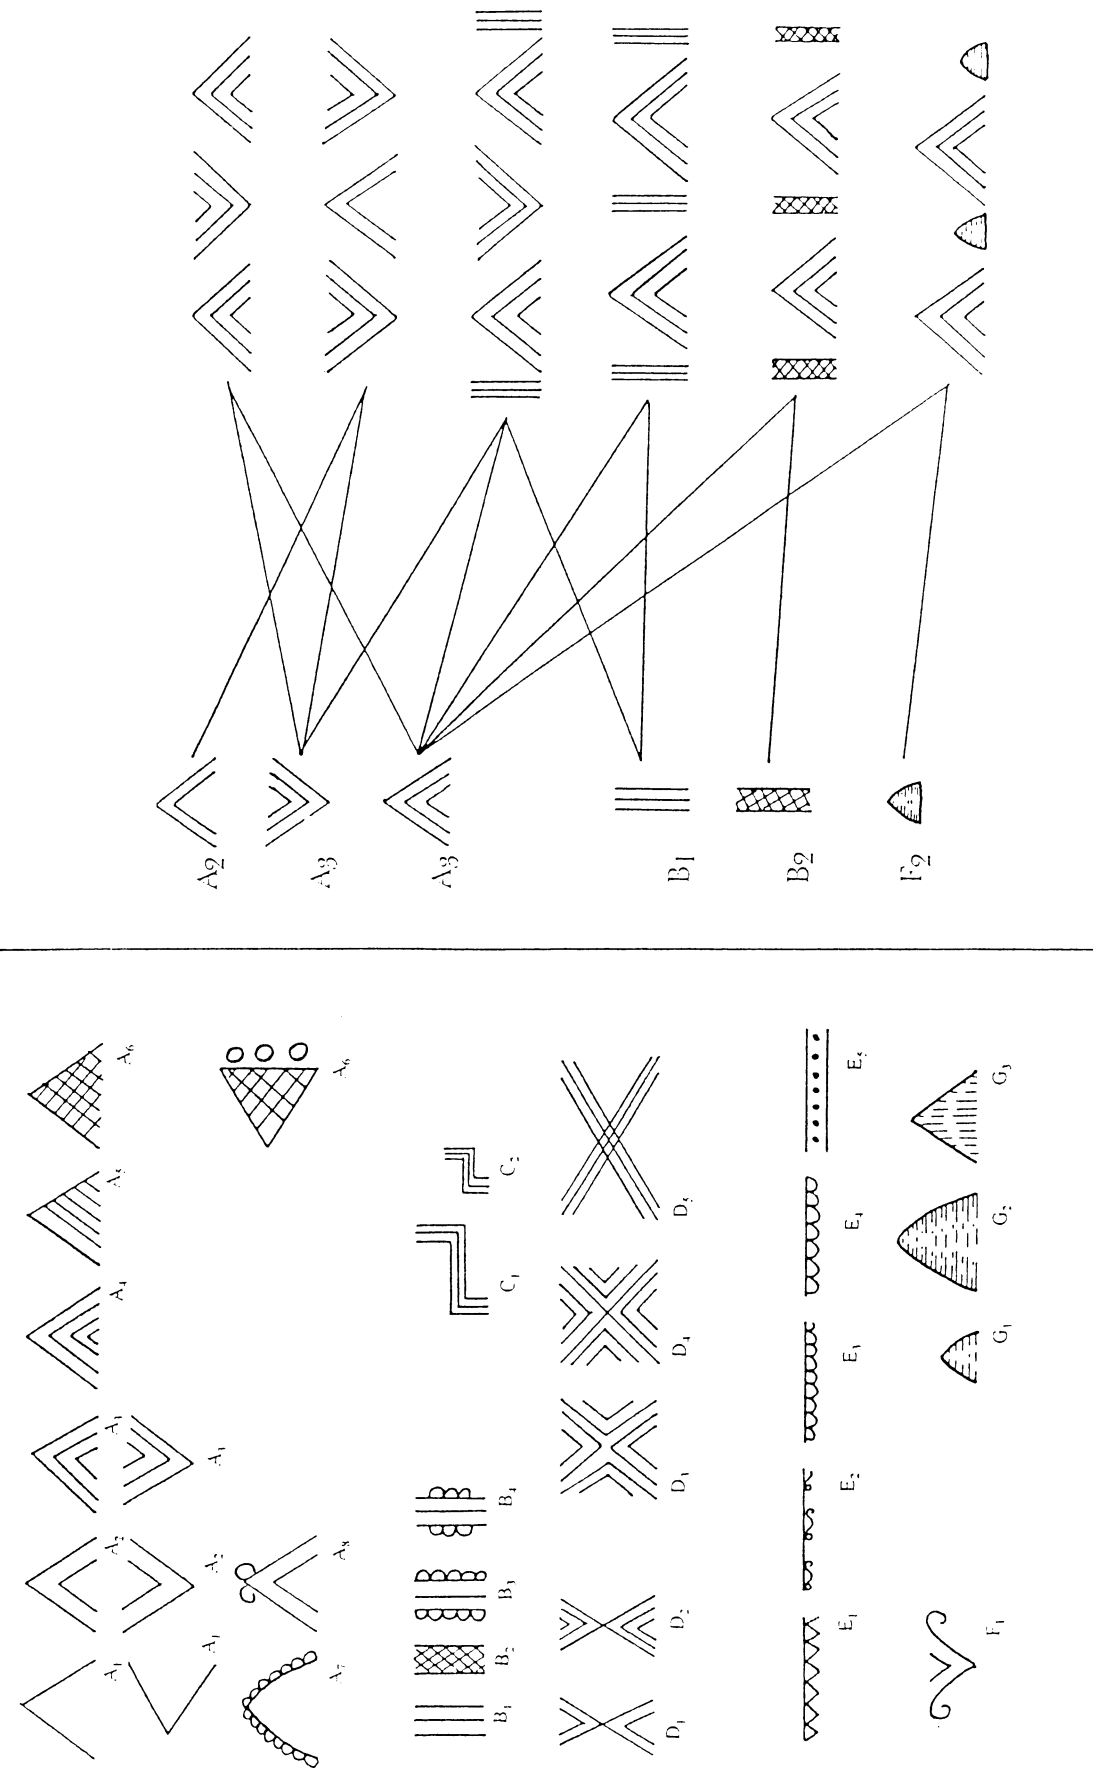 A1 A2 A3 A4 A5 A6
A1 A2 A3
A7 A8 A6
B1 B2 B3 B4 C1 C2
D1 D2 D3 D4 D5
E1 E2 E3 E4 E5
F1 G1 G2 G3
A2
A3
A3
B1
B2
F2